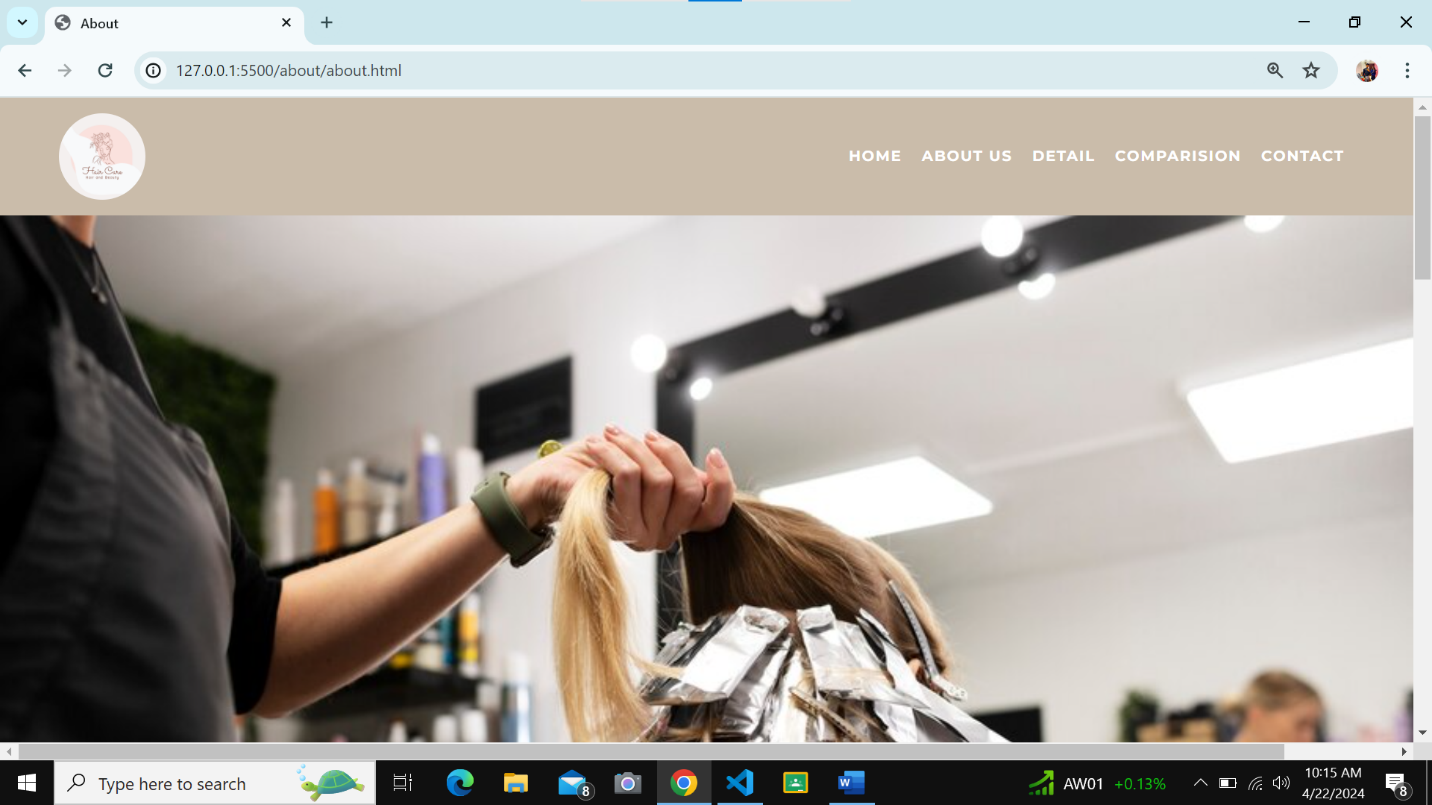 About
127.0.0.1:5500/about/about.html
Hair Care
HOME ABOUT US DETAIL COMPARISION CONTACT
Type here to search
8
W
AW01 +0.13%
10:15 AM
4/22/2024
8